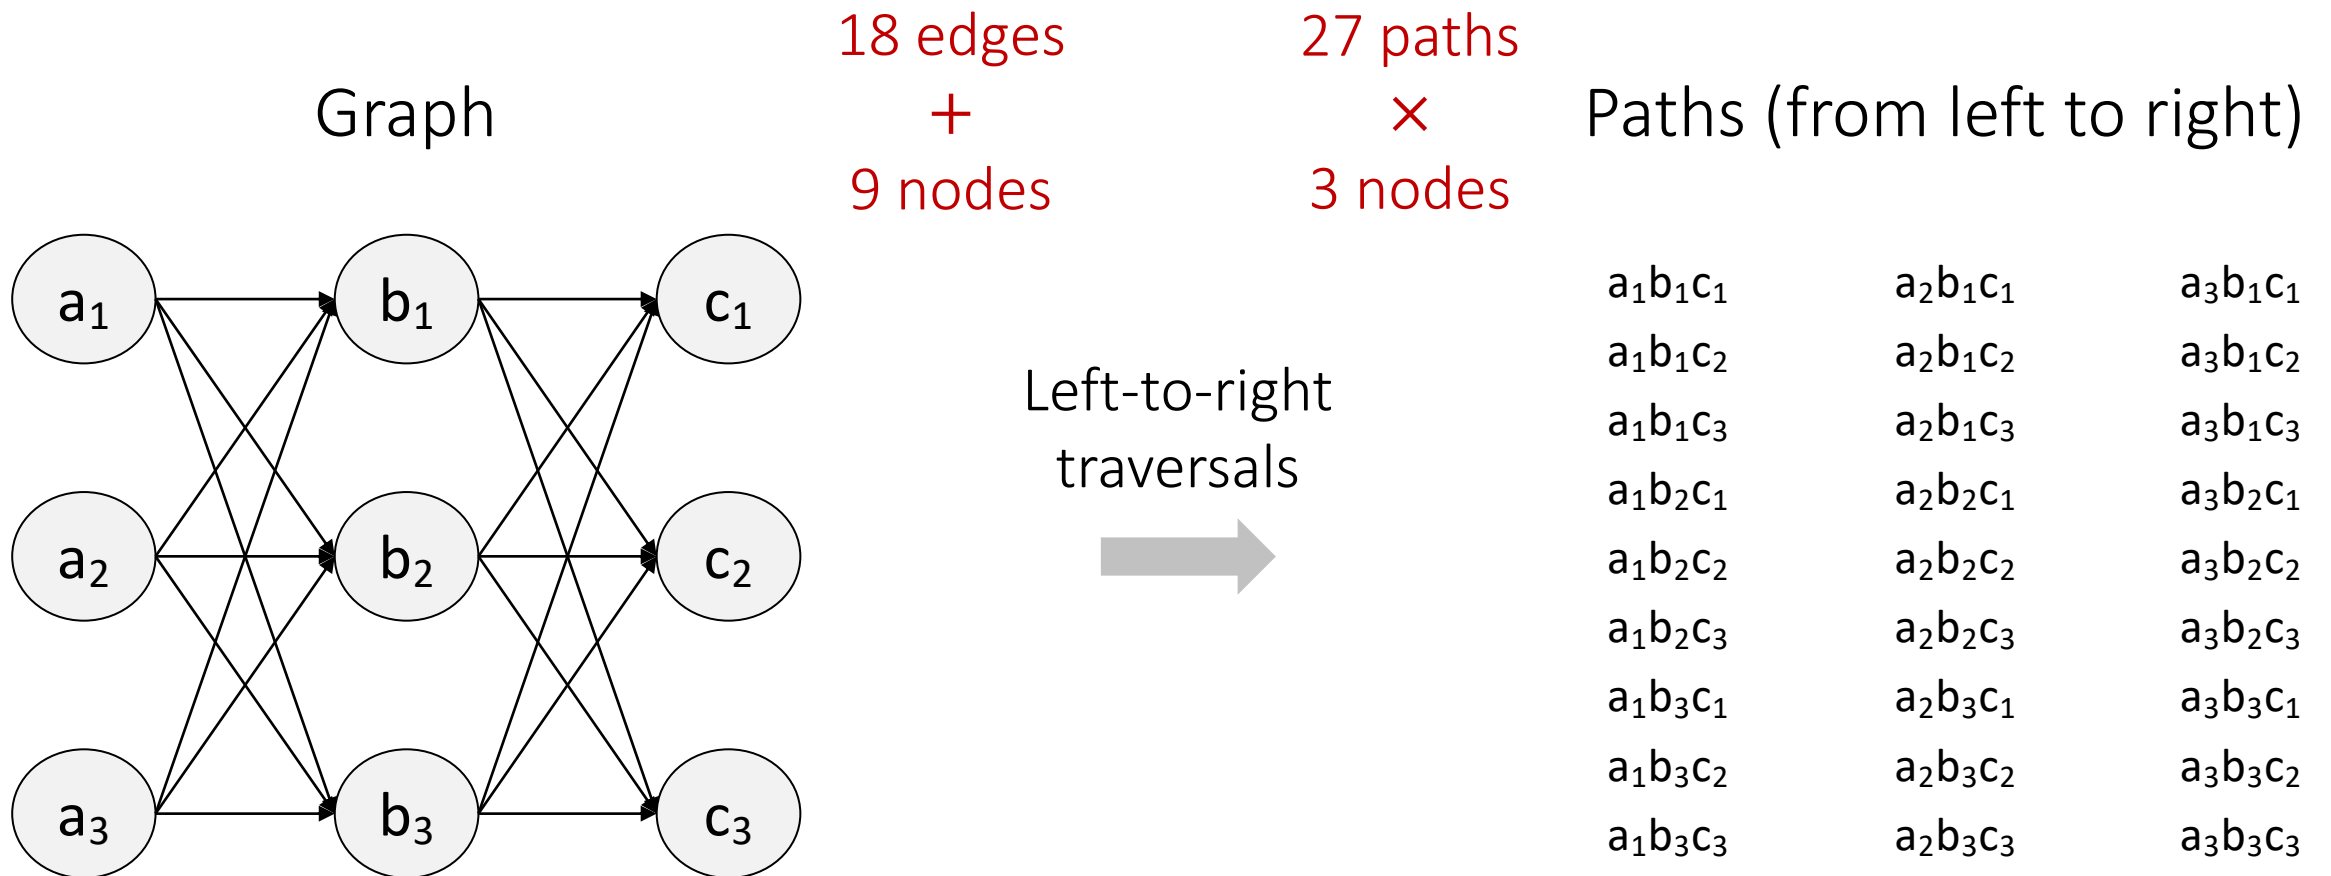 Graph
18 edges
+
9 nodes
27 paths
×
3 nodes
Paths (from left to right)
a₁ b₁ c₁
a₂ b₂ c₂
a₃ b₃ c₃
Left-to-right
traversals
a₁b₁c₁ a₂b₁c₁ a₃b₁c₁
a₁b₁c₂ a₂b₁c₂ a₃b₁c₂
a₁b₁c₃ a₂b₁c₃ a₃b₁c₃
a₁b₂c₁ a₂b₂c₁ a₃b₂c₁
a₁b₂c₂ a₂b₂c₂ a₃b₂c₂
a₁b₂c₃ a₂b₂c₃ a₃b₂c₃
a₁b₃c₁ a₂b₃c₁ a₃b₃c₁
a₁b₃c₂ a₂b₃c₂ a₃b₃c₂
a₁b₃c₃ a₂b₃c₃ a₃b₃c₃